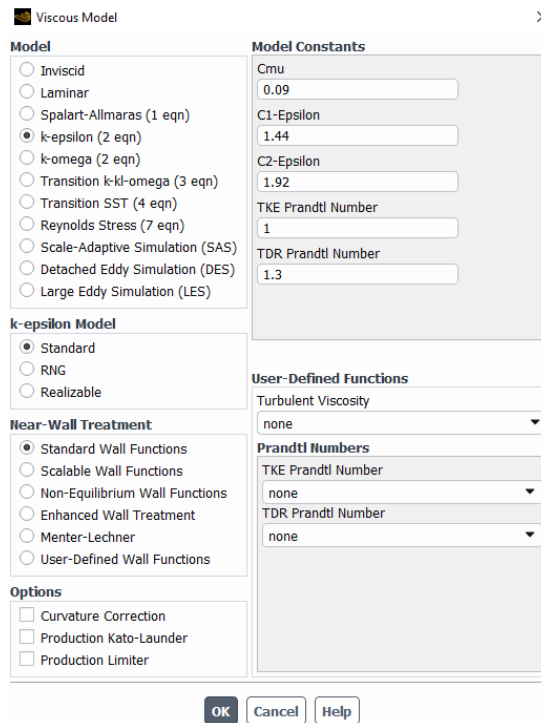 Viscous Model
Model
Inviscid
Laminar
Spalart-Allmaras (1 eqn)
k-epsilon (2 eqn)
k-omega (2 eqn)
Transition k-kl-omega (3 eqn)
Transition SST (4 eqn)
Reynolds Stress (7 eqn)
Scale-Adaptive Simulation (SAS)
Detached Eddy Simulation (DES)
Large Eddy Simulation (LES)
k-epsilon Model
Standard
RNG
Realizable
Near-Wall Treatment
Standard Wall Functions
Scalable Wall Functions
Non-Equilibrium Wall Functions
Enhanced Wall Treatment
Menter-Lechner
User-Defined Wall Functions
Options
Curvature Correction
Production Kato-Launder
Production Limiter
Model Constants
Cmu
0.09
C1-Epsilon
1.44
C2-Epsilon
1.92
TKE Prandtl Number
1
TDR Prandtl Number
1.3
User-Defined Functions
Turbulent Viscosity
none
Prandtl Numbers
TKE Prandtl Number
none
TDR Prandtl Number
none
OK Cancel Help